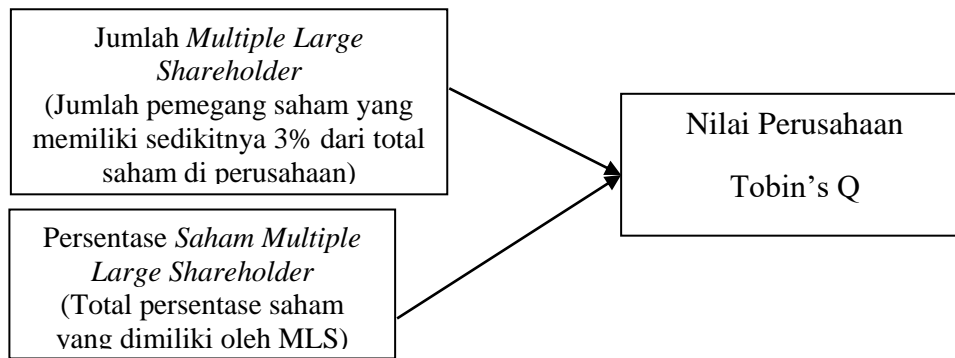 Jumlah Multiple Large
Shareholder
(Jumlah pemegang saham yang
memiliki sedikitnya 3% dari total
saham di perusahaan)
Persentase Saham Multiple
Large Shareholder
(Total persentase saham
yang dimiliki oleh MLS)
Nilai Perusahaan
Tobin’s Q